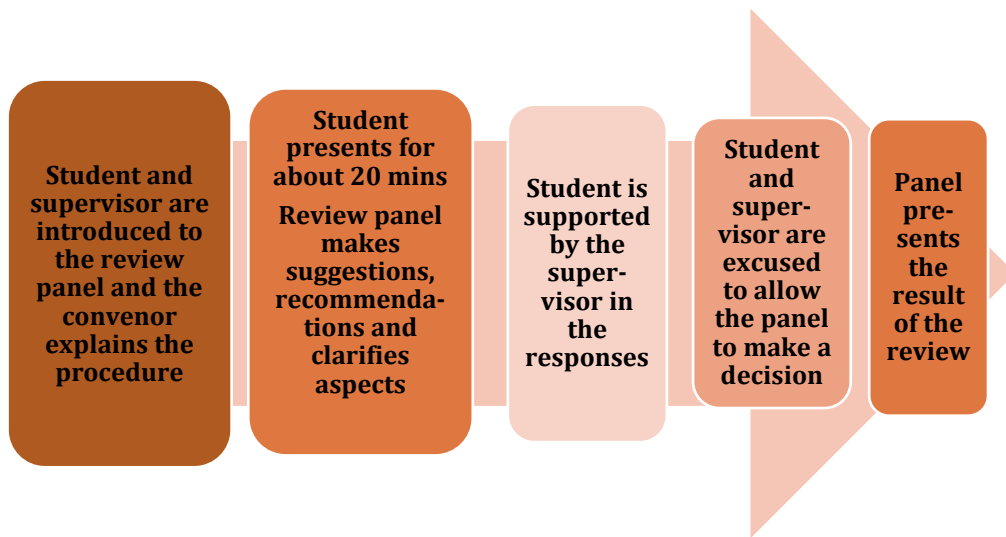 Student and
supervisor are
introduced to
the review
panel and the
convenor
explains the
procedure
Student
presents for
about 20 mins
Review panel
makes
suggestions,
recommenda-
tions and
clarifies
aspects
Student is
supported
by the
super-
visor in
the
responses
Student
and
super-
visor are
excused
to allow
the panel
to make a
decision
Panel
pre-
sents
the
result
of the
review